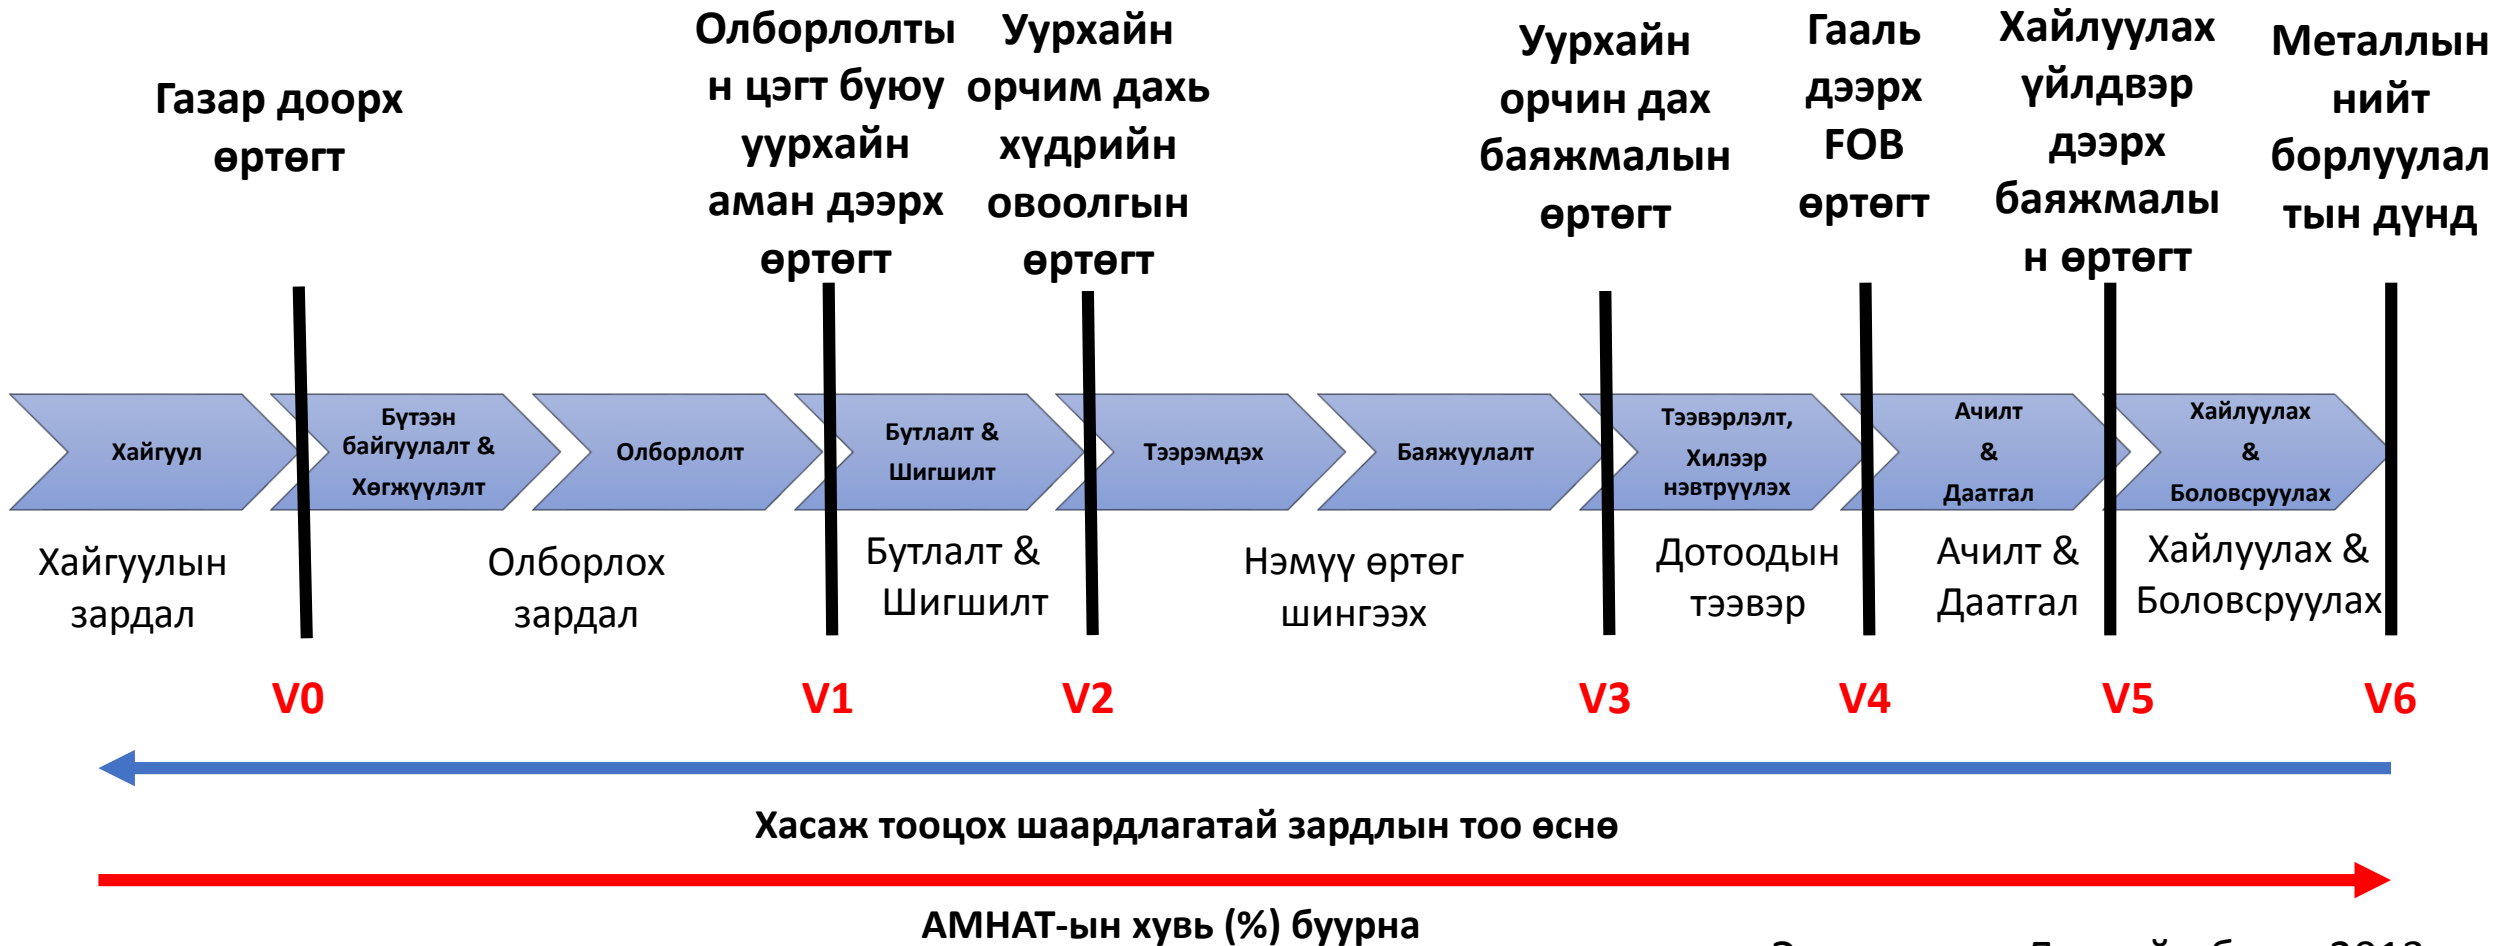 Газар доорх
өртөгт
Олборлолты
н цэгт буюу
уурхайн
аман дээрх
өртөгт
Уурхайн
орчим дахь
хүдрийн
овоолгын
өртөгт
Уурхайн
орчин дах
баяжмалын
өртөгт
Гааль
дээрх
FOB
өртөгт
Хайлуулах
үйлдвэр
дээрх
баяжмалы
н өртөгт
Металлын
нийт
борлуулал
тын дүнд
Хайгуул
Бүтээн
байгуулалт &
Хөгжүүлэлт
Олборлолт
Бутлалт &
Шигшилт
Тээрэмдэх
Баяжуулалт
Тээвэрлэлт,
Хилээр
нэвтрүүлэх
Ачилт
&
Даатгал
Хайлуулах
&
Боловсруулах
Хайгуулын
зардал
Олборлох
зардал
Бутлалт &
Шигшилт
Нэмүү өртөг
шингээх
Дотоодын
тээвэр
Ачилт &
Даатгал
Хайлуулах &
Боловсруулах
V0
V1
V2
V3
V4
V5
V6
Хасаж тооцох шаардлагатай зардлын тоо өснө
АМНАТ-ын хувь (%) буурна
2012